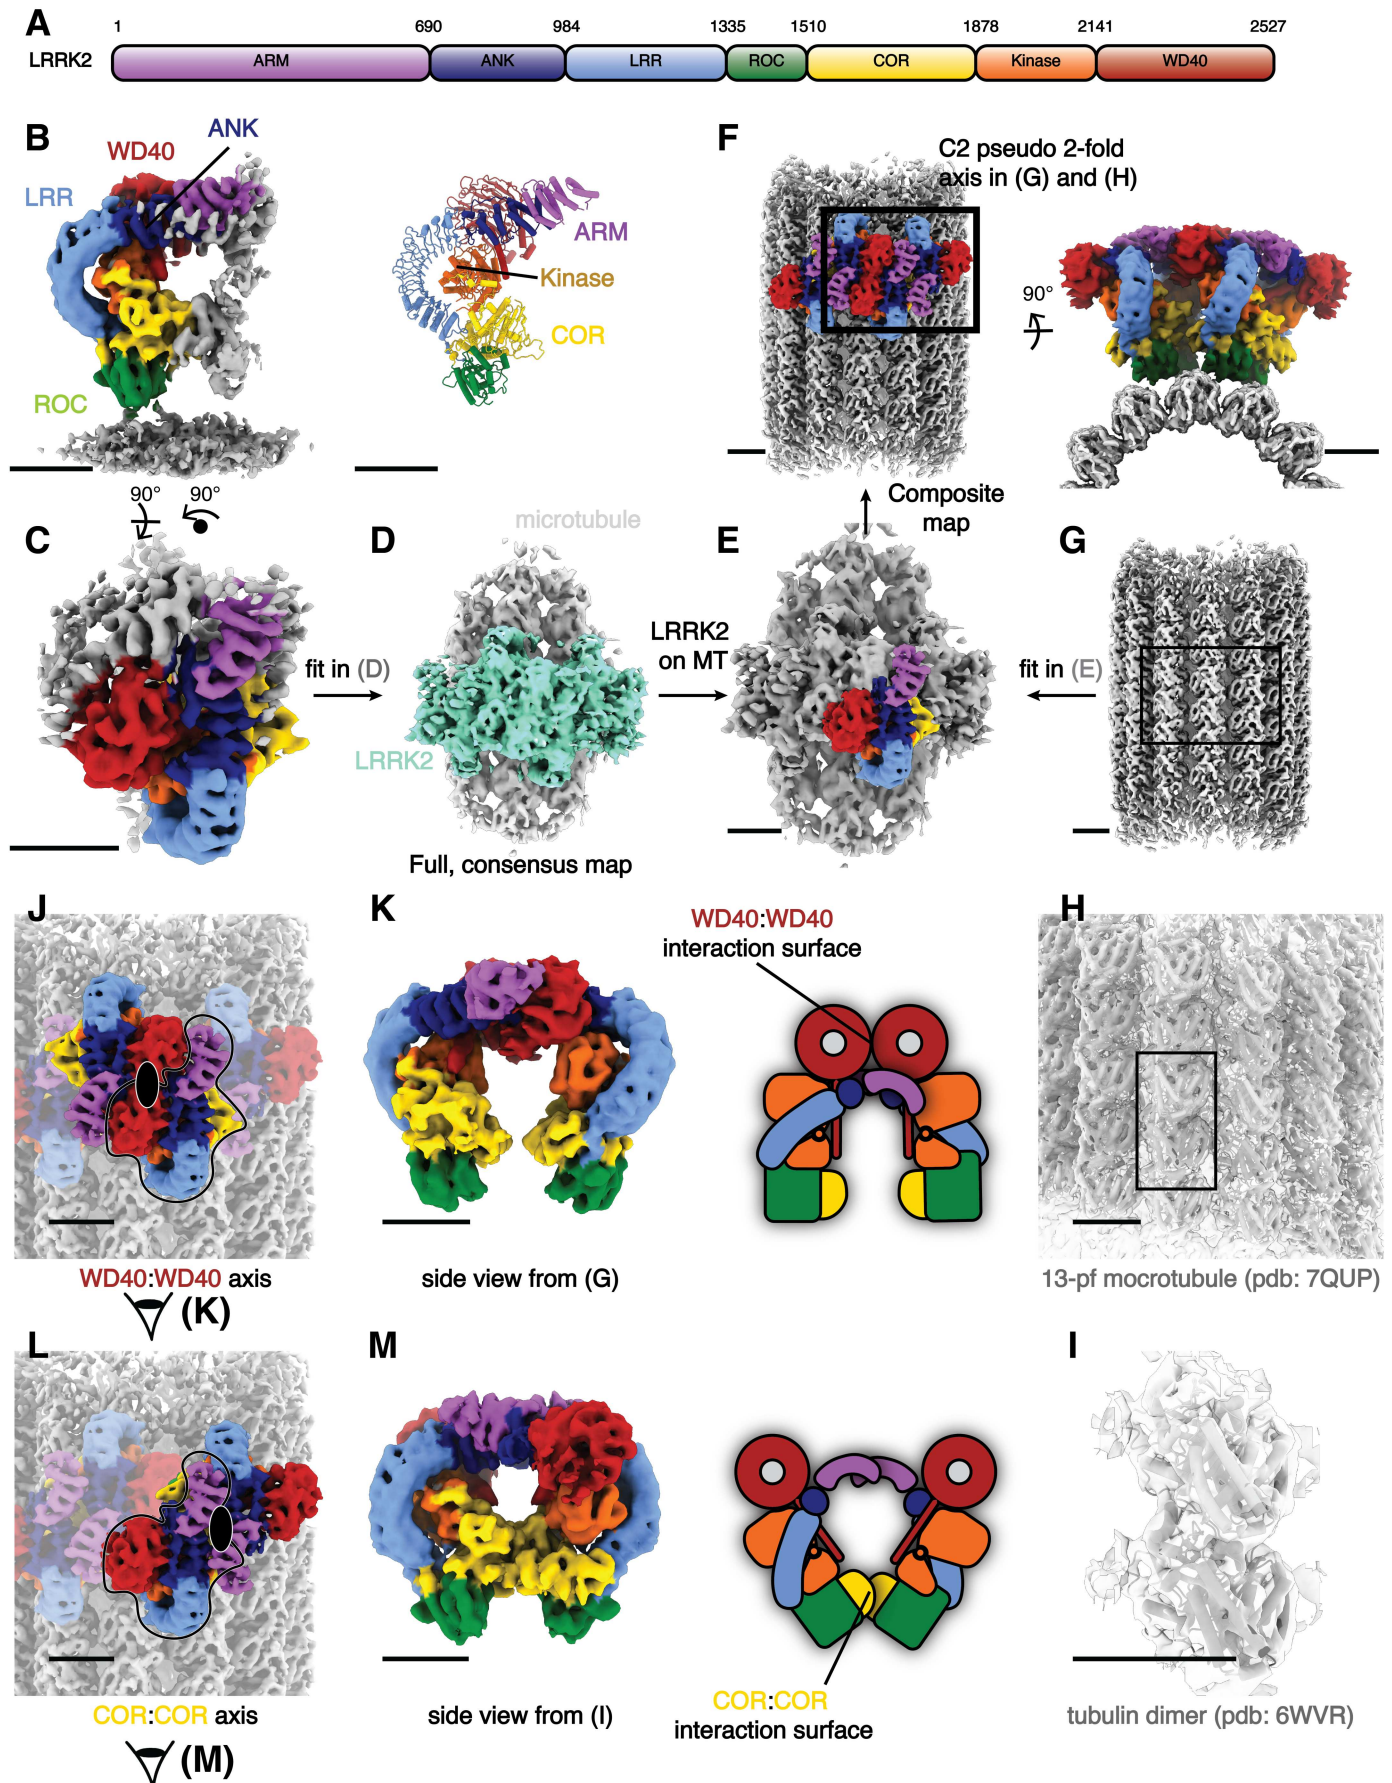 A
1 690 984 1335 1510 1878 2141 2527
LRRK2 ARM ANK LRR ROC COR Kinase WD40
B
ANK
WD40
LRR
ROC
ARM
Kinase
COR
90° 90°
F
C2 pseudo 2-fold
axis in (G) and (H)
90°
C
fit in (D)
D
microtubule
LRRK2
Full, consensus map
LRRK2
on MT
E
Composite
map
fit in (E)
G
J
WD40:WD40 axis
(K)
K
side view from (G)
WD40:WD40
interaction surface
H
13-pf mocrotubule (pdb: 7QUP)
L
COR:COR axis
(M)
M
side view from (I)
COR:COR
interaction surface
I
tubulin dimer (pdb: 6WVR)